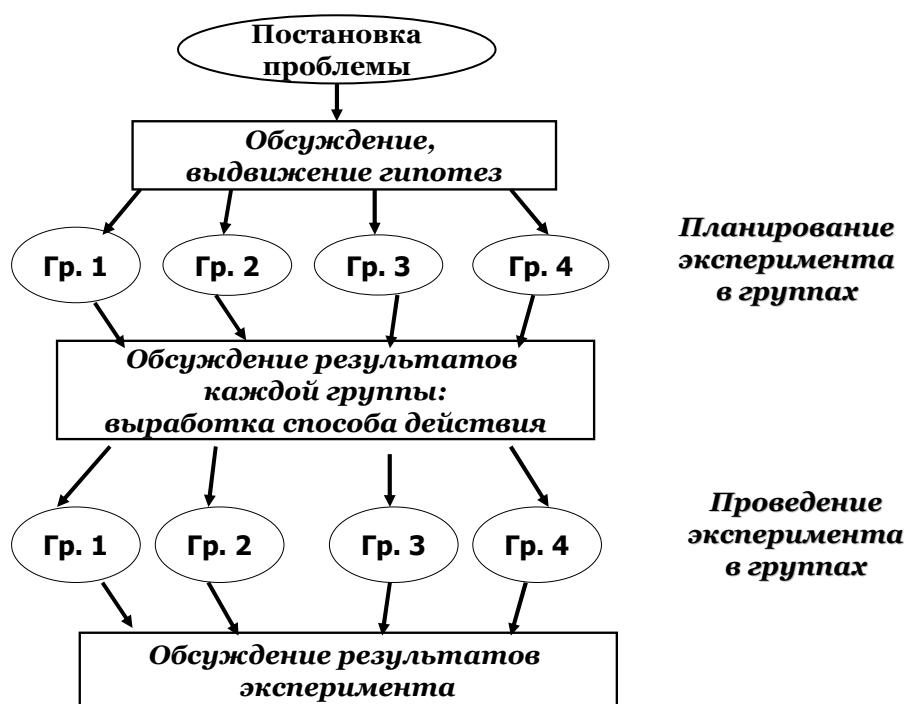 Постановка
проблемы
Обсуждение,
выдвижение гипотез
Гр. 1
Гр. 2
Гр. 3
Гр. 4
Планирование
эксперимента
в группах
Обсуждение результатов
каждой группы:
выработка способа действия
Гр. 1
Гр. 2
Гр. 3
Гр. 4
Проведение
эксперимента
в группах
Обсуждение результатов
эксперимента